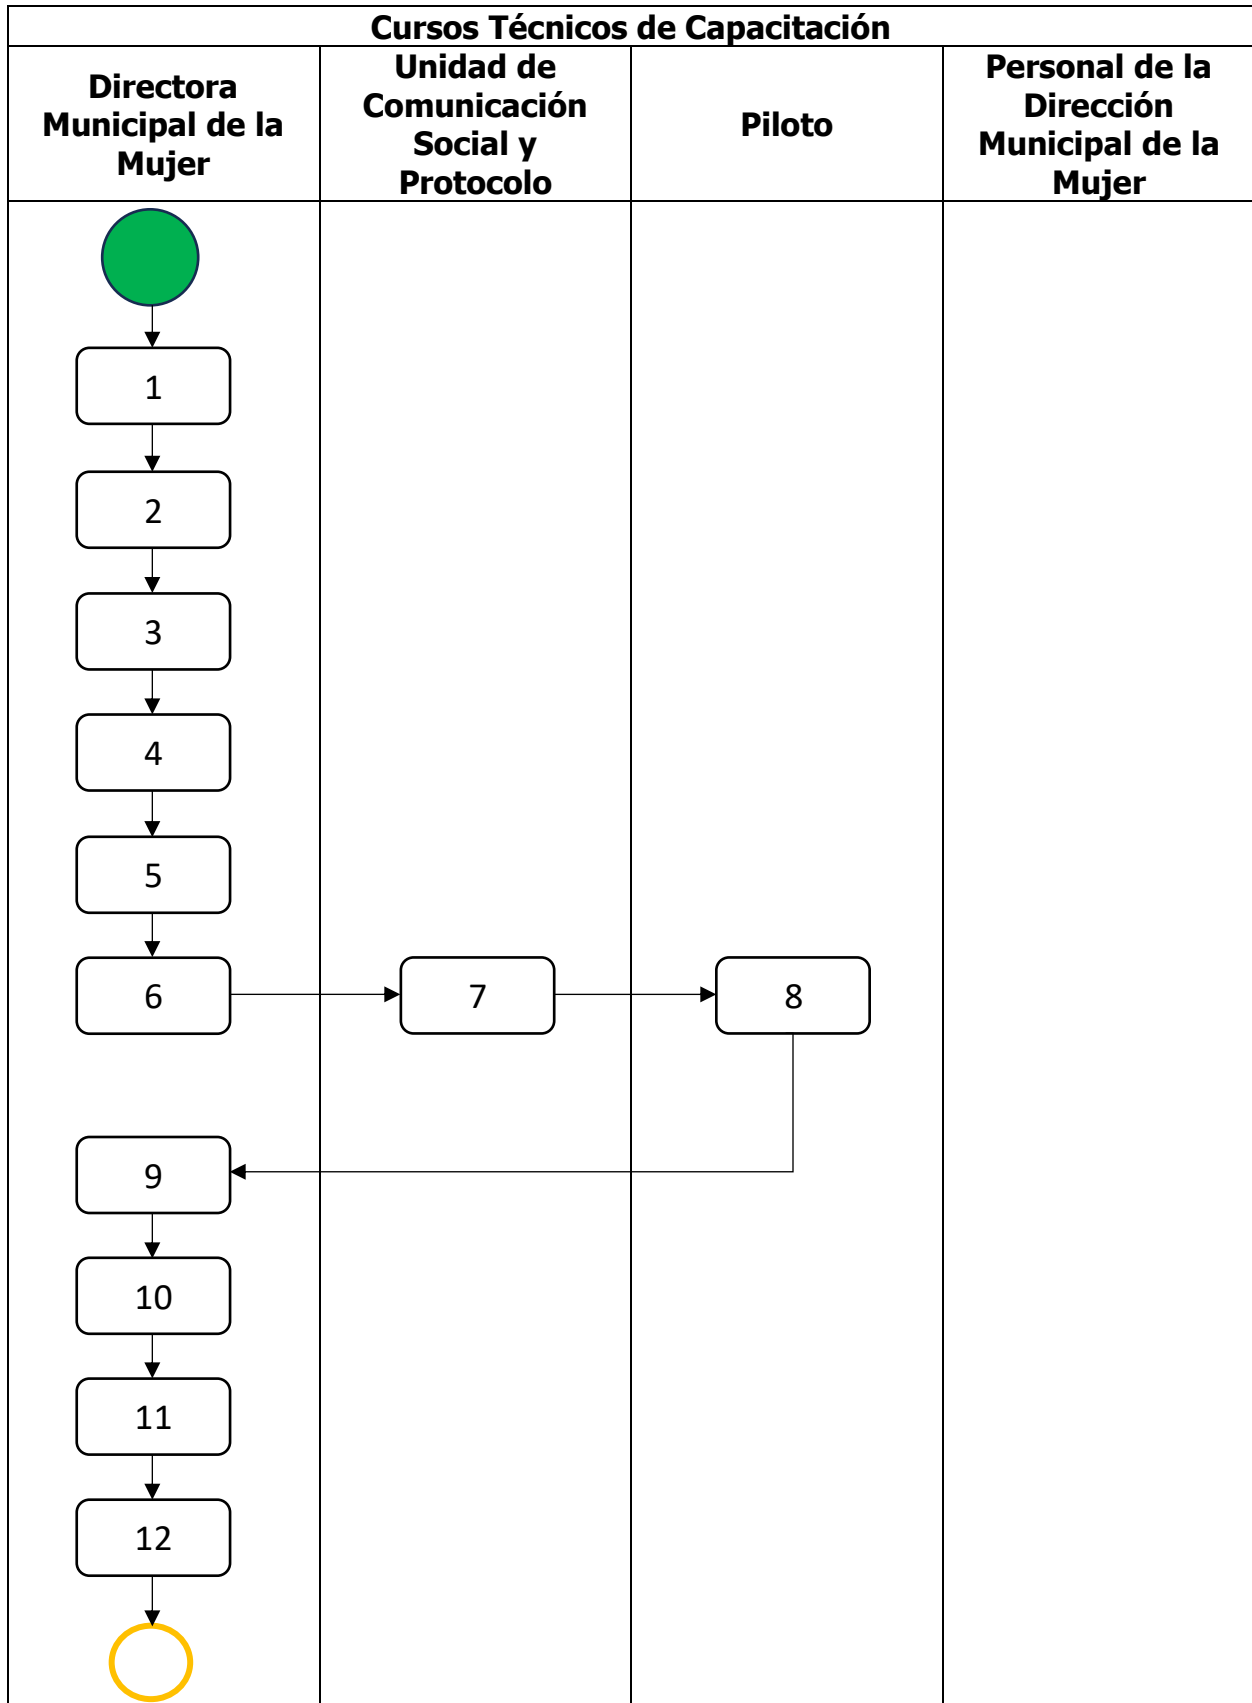 Cursos Técnicos de Capacitación
Directora
Municipal de la
Mujer
Unidad de
Comunicación
Social y
Protocolo
Piloto
Personal de la
Dirección
Municipal de la
Mujer
1
2
3
4
5
6
7
8
9
10
11
12